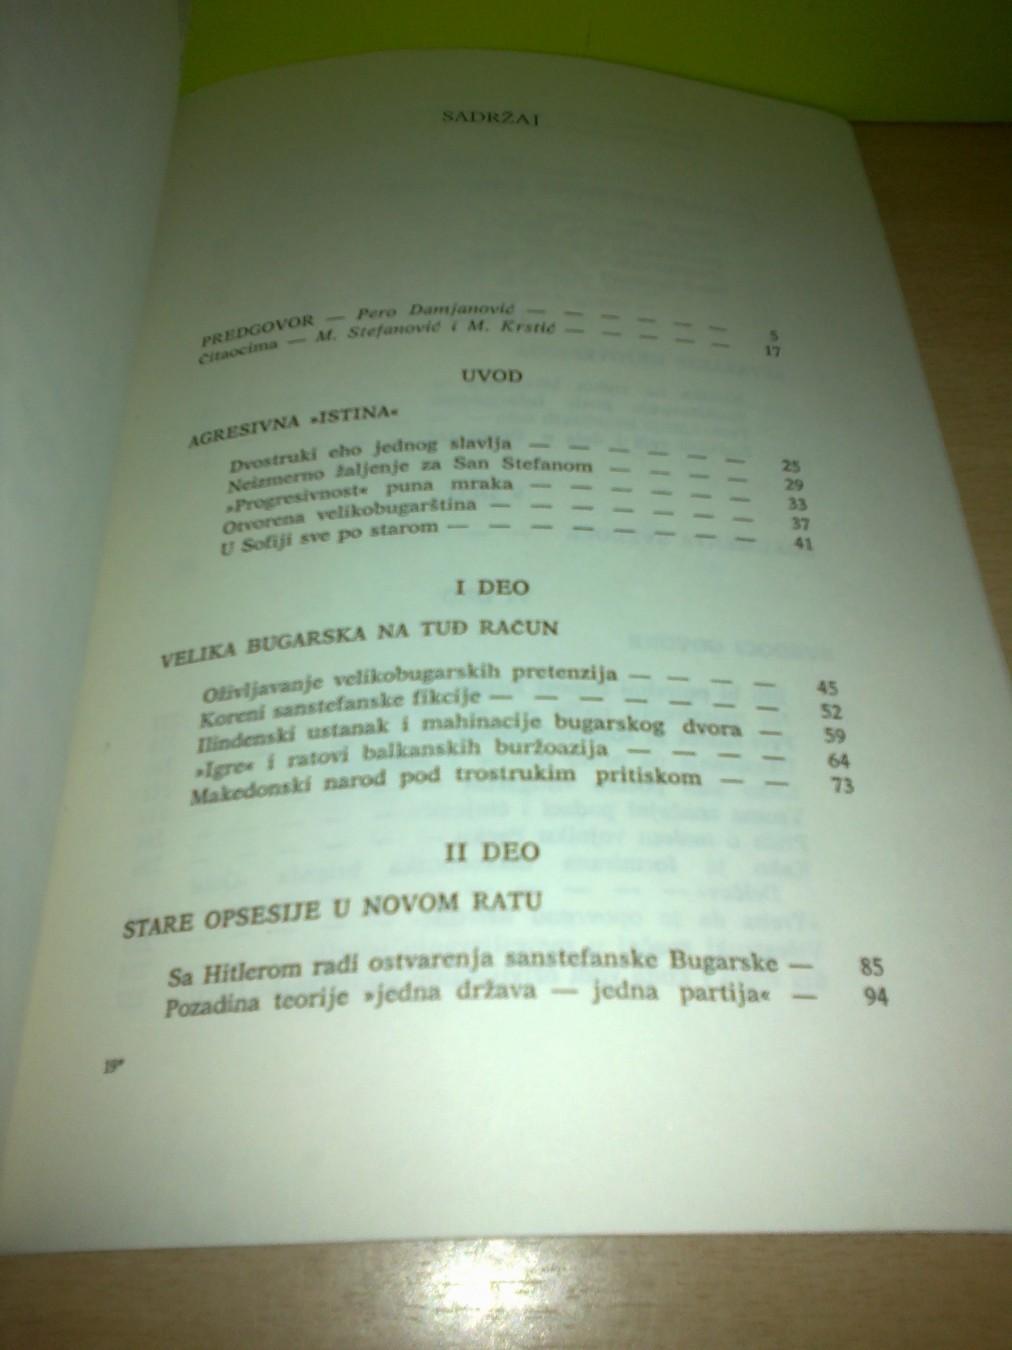 SADRŽAJ
PREDGOVOR — Pero Damjanović — — — — — — 5
Čitaocima — M. Stefanović i M. Krstić — — — — — 17
UVOD
AGRESIVNA »ISTINA«
Dvostruki eho jednog slavlja — — — — — — 25
Neizmerno žaljenje za San Stefanom — — — — 29
»Progresivnost« puna mraka — — — — — — 33
Otvorena velikobugarština — — — — — — — 37
U Sofiji sve po starom — — — — — — — — 41
I DEO
VELIKA BUGARSKA NA TUĐ RAČUN
Oživljavanje velikobugarskih pretenzija — — — — 45
Koreni sanstefanske fikcije — — — — — — — 52
Ilindenski ustanak i mahinacije bugarskog dvora — 59
»Igre« i ratovi balkanskih buržoazija — — — — 64
Makedonski narod pod trostrukim pritiskom — — 73
II DEO
STARE OPSESIJE U NOVOM RATU
Sa Hitlerom radi ostvarenja sanstefanske Bugarske — 85
Pozadina teorije »jedna država — jedna partija« — 94
19*